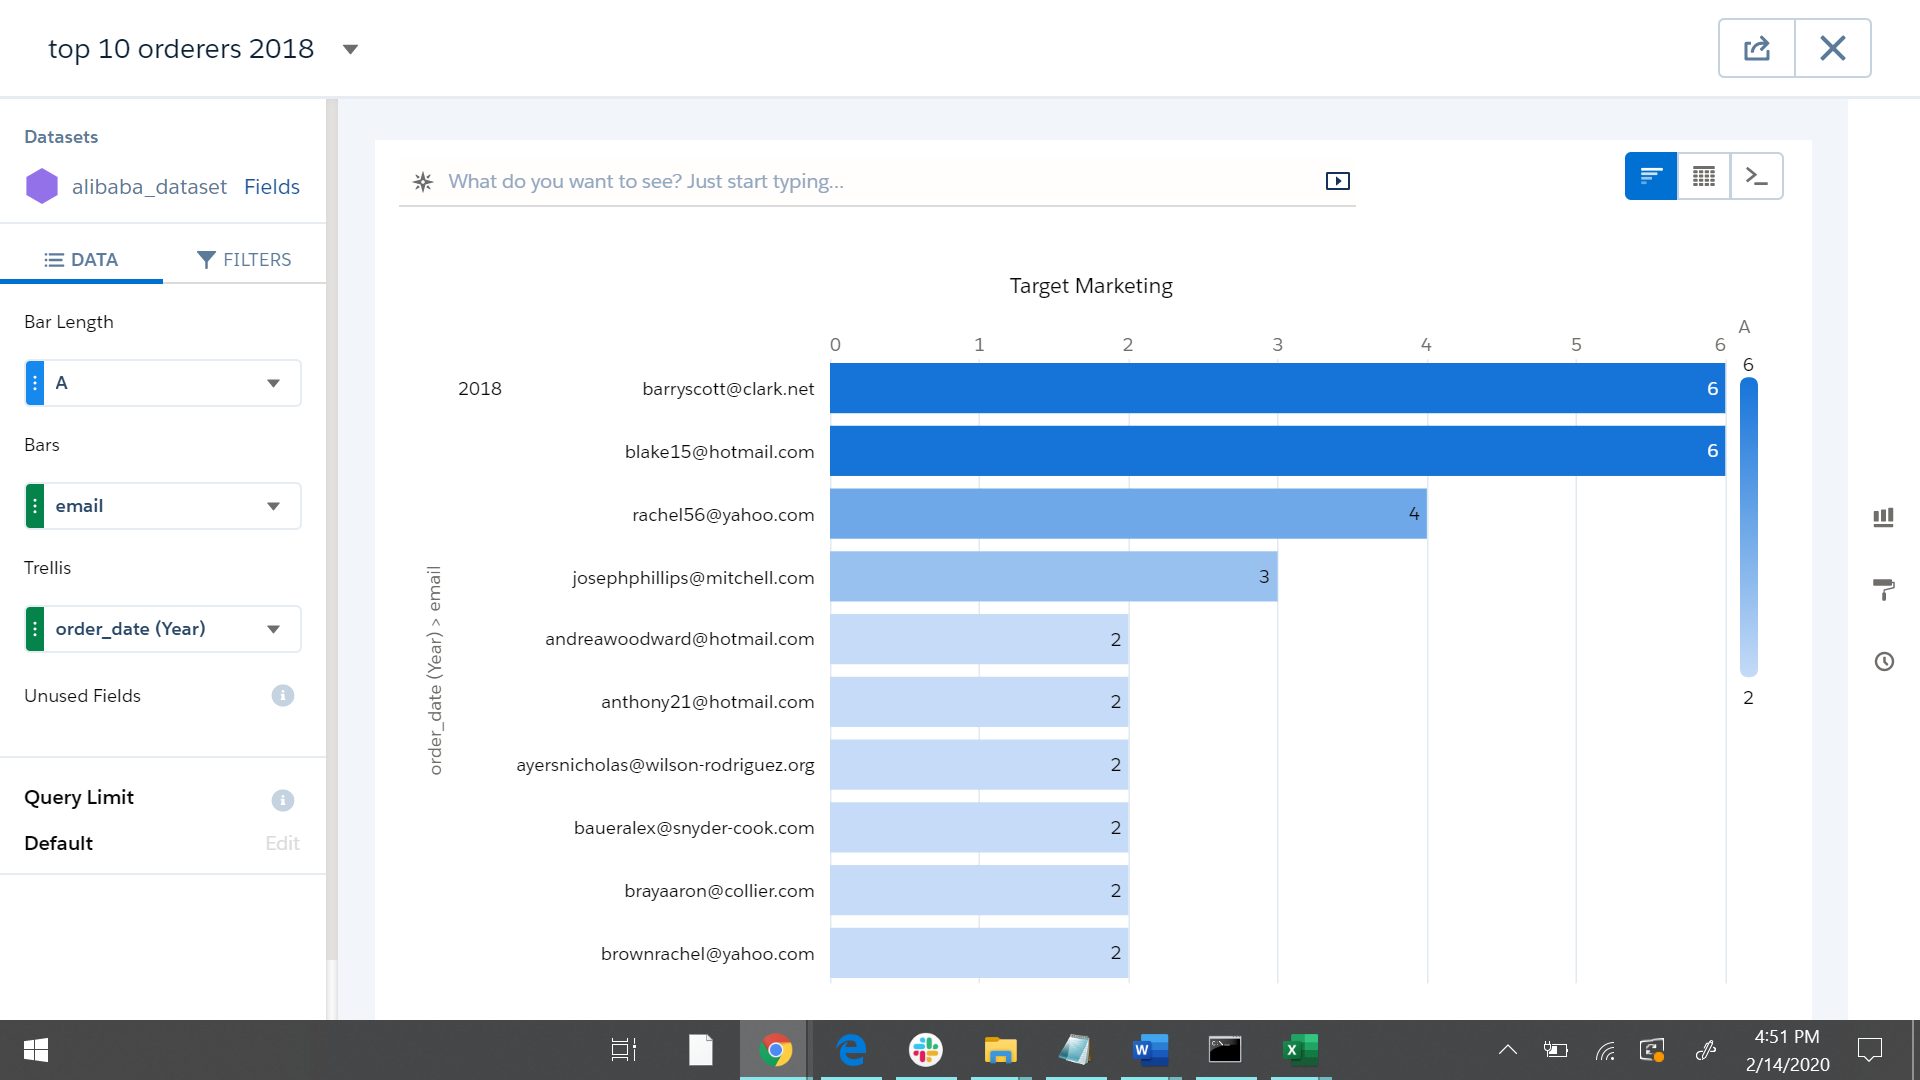 top 10 orderers 2018
Datasets
alibaba_dataset Fields
DATA FILTERS
Bar Length
A
Bars
email
Trellis
order_date (Year)
Unused Fields
Query Limit
Default Edit
What do you want to see? Just start typing...
Target Marketing
0 1 2 3 4 5 6
order_date (Year) > email
2018 barryscott@clark.net 6
blake15@hotmail.com 6
rachel56@yahoo.com 4
josephphillips@mitchell.com 3
andreawoodward@hotmail.com 2
anthony21@hotmail.com 2
ayersnicholas@wilson-rodriguez.org 2
baueralex@snyder-cook.com 2
brayaaron@collier.com 2
brownrachel@yahoo.com 2
A
6
2
4:51 PM
2/14/2020